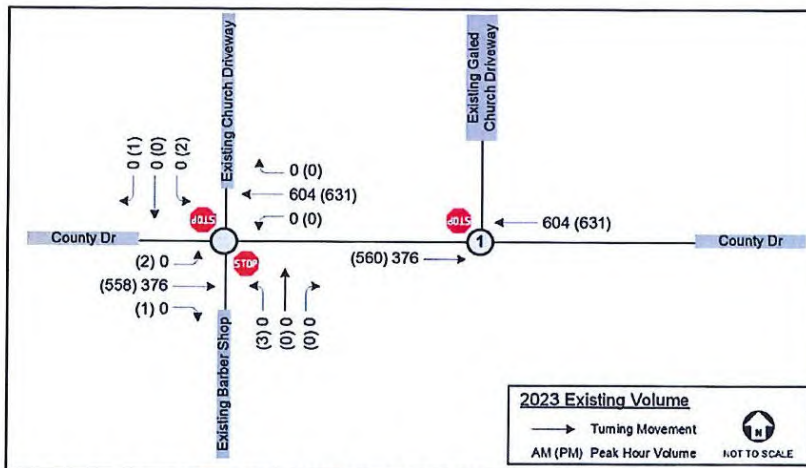 Existing Church Driveway
Existing Gated
Church Driveway
0 (1)
0 (0)
0 (2)
0 (0)
604 (631)
0 (0)
STOP
STOP
604 (631)
County Dr
1
County Dr
(2) 0
STOP
(560) 376
(558) 376
(1) 0
(3) 0
(0) 0
(0) 0
Existing Barber Shop
2023 Existing Volume
Turning Movement
AM (PM) Peak Hour Volume
N
NOT TO SCALE